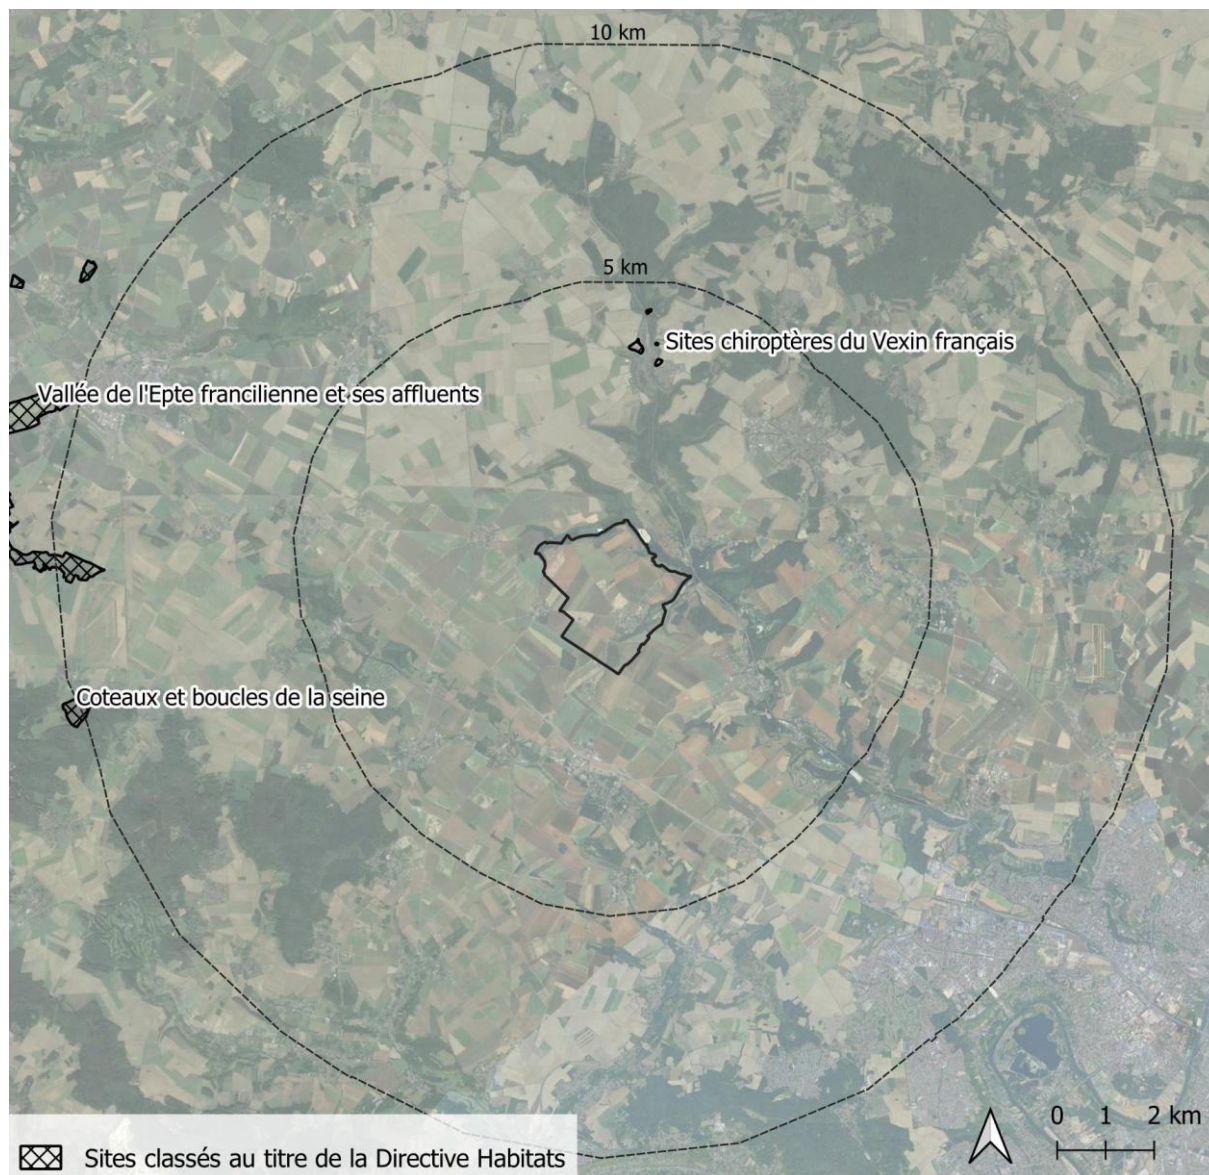 10 km
5 km
Sites chiroptères du Vexin français
Vallée de l'Epte francilienne et ses affluents
Coteaux et boucles de la seine
0 1 2 km
Sites classés au titre de la Directive Habitats